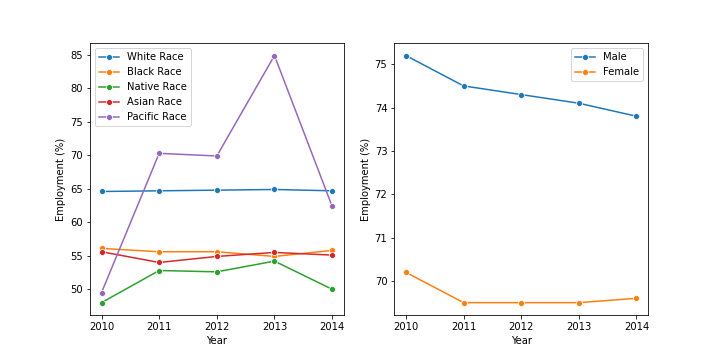 White Race
Black Race
Native Race
Asian Race
Pacific Race
85
80
75
70
65
60
55
50
Employment (%)
2010 2011 2012 2013 2014
Year
Male
Female
75
74
73
72
71
70
Employment (%)
2010 2011 2012 2013 2014
Year